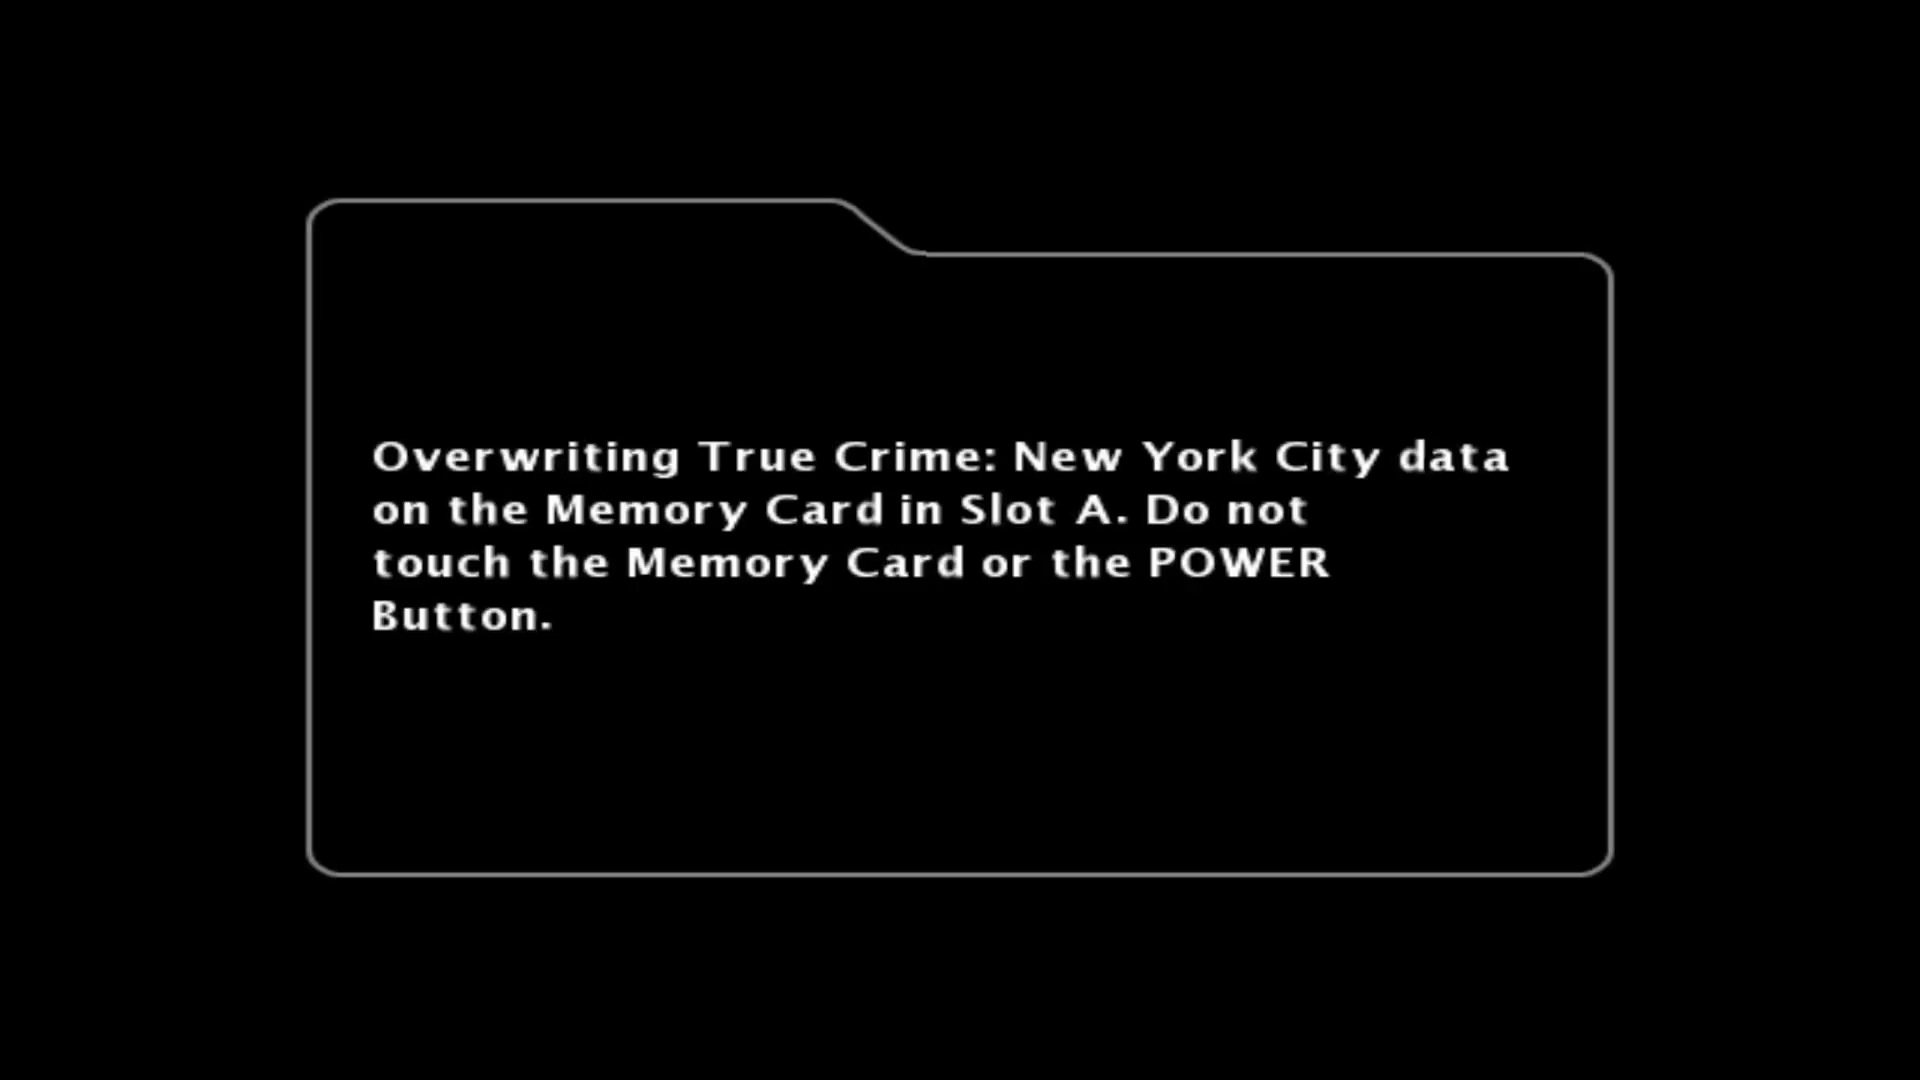 Overwriting True Crime: New York City data
on the Memory Card in Slot A. Do not
touch the Memory Card or the POWER
Button.